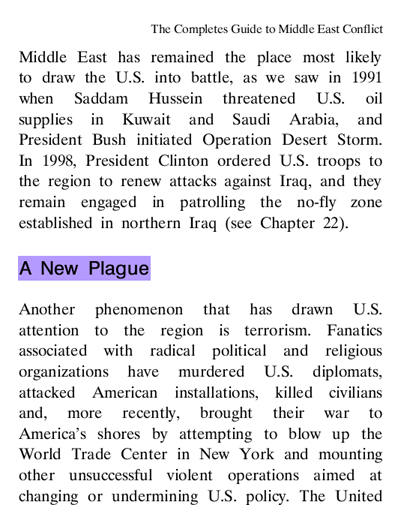 The Completes Guide to Middle East Conflict
Middle East has remained the place most likely
to draw the U.S. into battle, as we saw in 1991
when Saddam Hussein threatened U.S. oil
supplies in Kuwait and Saudi Arabia, and
President Bush initiated Operation Desert Storm.
In 1998, President Clinton ordered U.S. troops to
the region to renew attacks against Iraq, and they
remain engaged in patrolling the no-fly zone
established in northern Iraq (see Chapter 22).
A New Plague
Another phenomenon that has drawn U.S.
attention to the region is terrorism. Fanatics
associated with radical political and religious
organizations have murdered U.S. diplomats,
attacked American installations, killed civilians
and, more recently, brought their war to
America's shores by attempting to blow up the
World Trade Center in New York and mounting
other unsuccessful violent operations aimed at
changing or undermining U.S. policy. The United